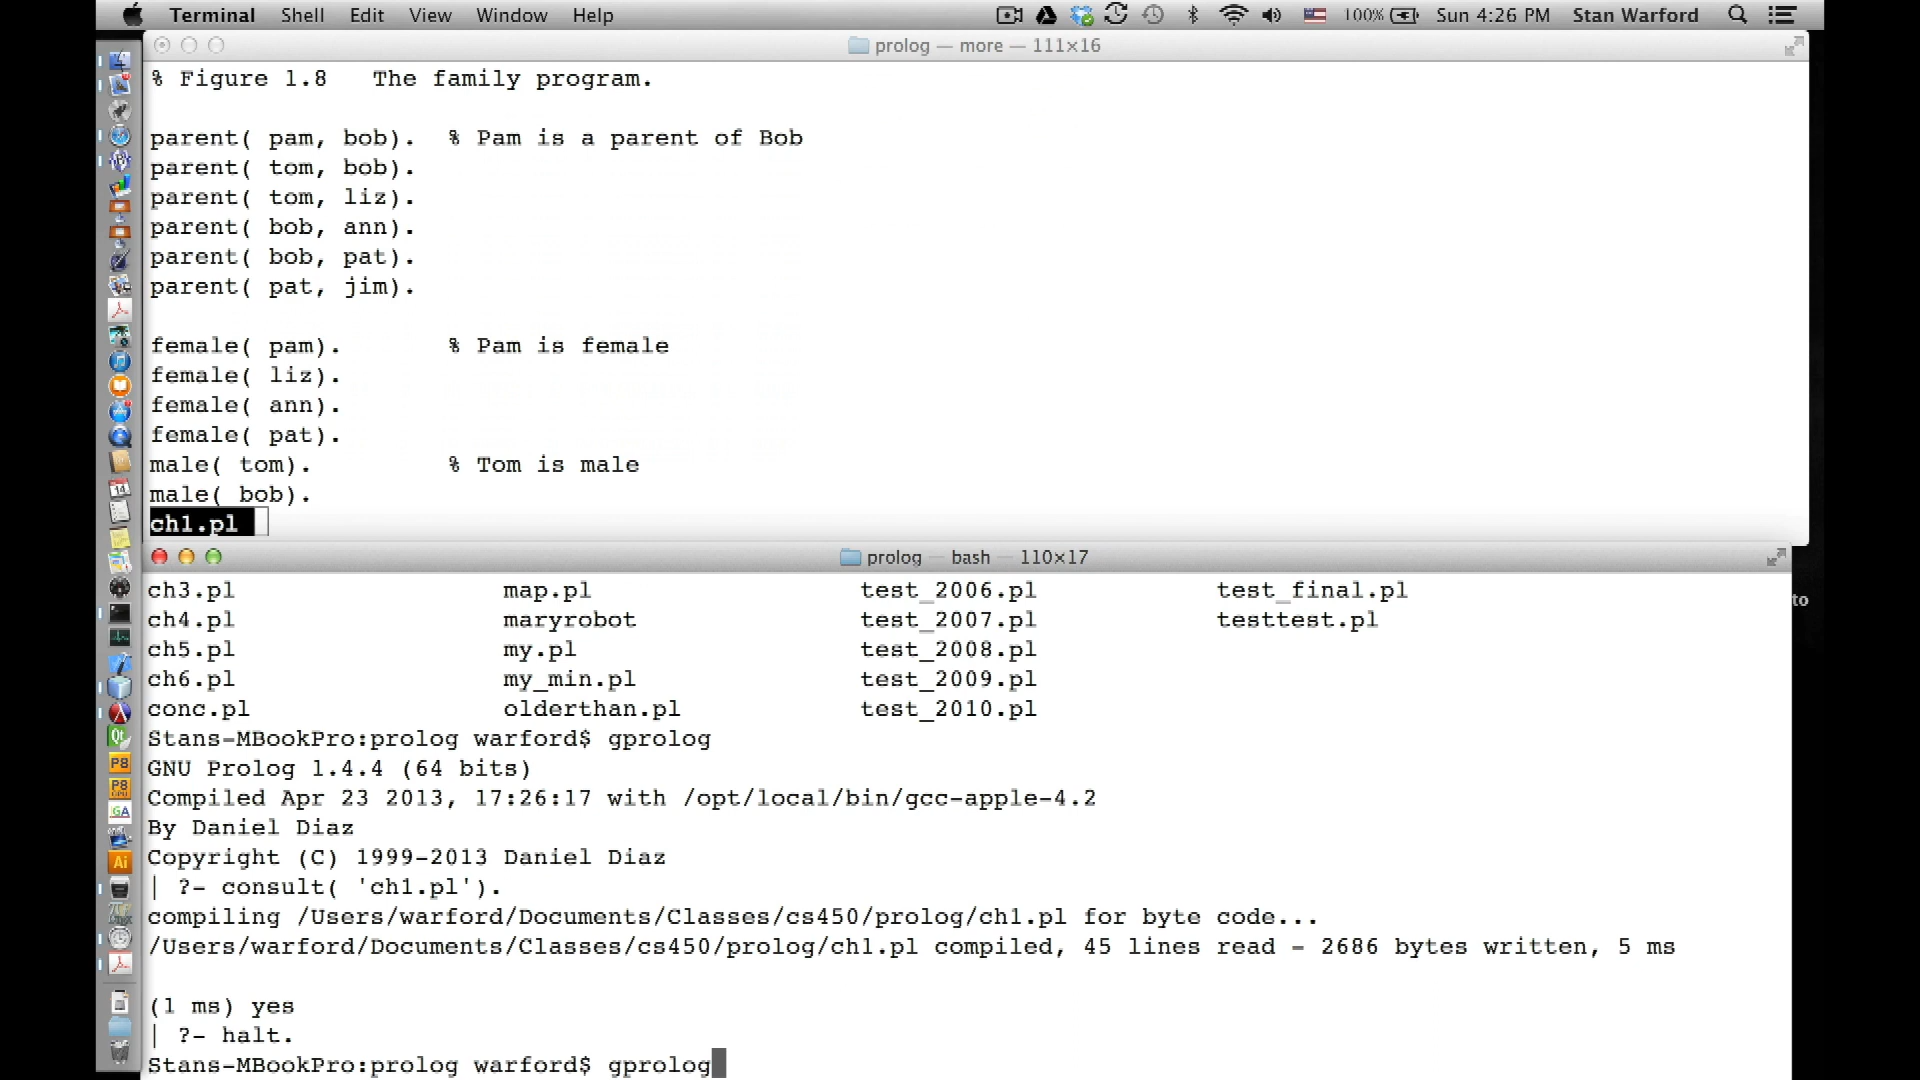 Terminal Shell Edit View Window Help 100% Sun 4:26 PM Stan Warford
prolog — more — 111×16
% Figure 1.8   The family program.
parent( pam, bob).  % Pam is a parent of Bob
parent( tom, bob).
parent( tom, liz).
parent( bob, ann).
parent( bob, pat).
parent( pat, jim).
female( pam).       % Pam is female
female( liz).
female( ann).
female( pat).
male( tom).         % Tom is male
male( bob).
ch1.pl
prolog — bash — 110×17
ch3.pl map.pl test_2006.pl test_final.pl
ch4.pl maryrobot test_2007.pl testtest.pl
to
ch5.pl my.pl test_2008.pl
ch6.pl my_min.pl test_2009.pl
conc.pl olderthan.pl test_2010.pl
Stans-MBookPro:prolog warford$ gprolog
GNU Prolog 1.4.4 (64 bits)
Compiled Apr 23 2013, 17:26:17 with /opt/local/bin/gcc-apple-4.2
By Daniel Diaz
Copyright (C) 1999-2013 Daniel Diaz
| ?- consult( 'ch1.pl').
compiling /Users/warford/Documents/Classes/cs450/prolog/ch1.pl for byte code...
/Users/warford/Documents/Classes/cs450/prolog/ch1.pl compiled, 45 lines read - 2686 bytes written, 5 ms
(1 ms) yes
| ?- halt.
Stans-MBookPro:prolog warford$ gprolog
14
Qt
P8
P8
GA
Ai